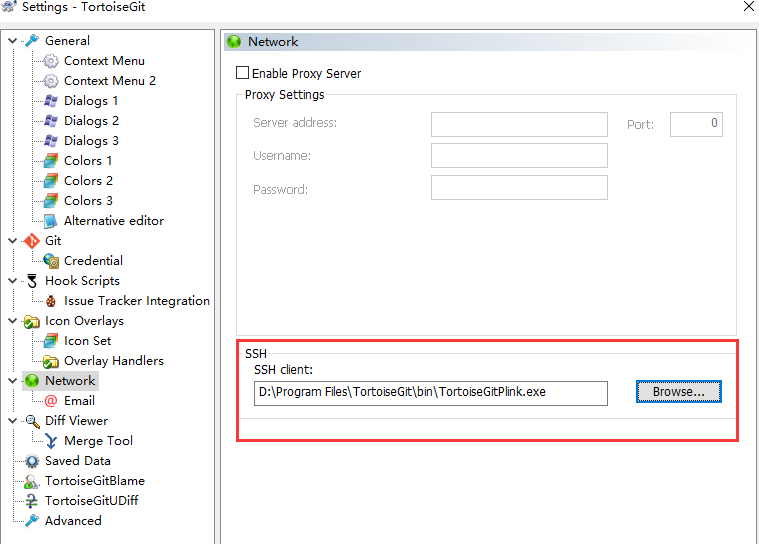 Settings - TortoiseGit
General
Context Menu
Context Menu 2
Dialogs 1
Dialogs 2
Dialogs 3
Colors 1
Colors 2
Colors 3
Alternative editor
Git
Credential
Hook Scripts
Issue Tracker Integration
Icon Overlays
Icon Set
Overlay Handlers
Network
Email
Diff Viewer
Merge Tool
Saved Data
TortoiseGitBlame
TortoiseGitUDiff
Advanced
Network
Enable Proxy Server
Proxy Settings
Server address:
Port: 0
Username:
Password:
SSH
SSH client:
D:\Program Files\TortoiseGit\bin\TortoiseGitPlink.exe
Browse...